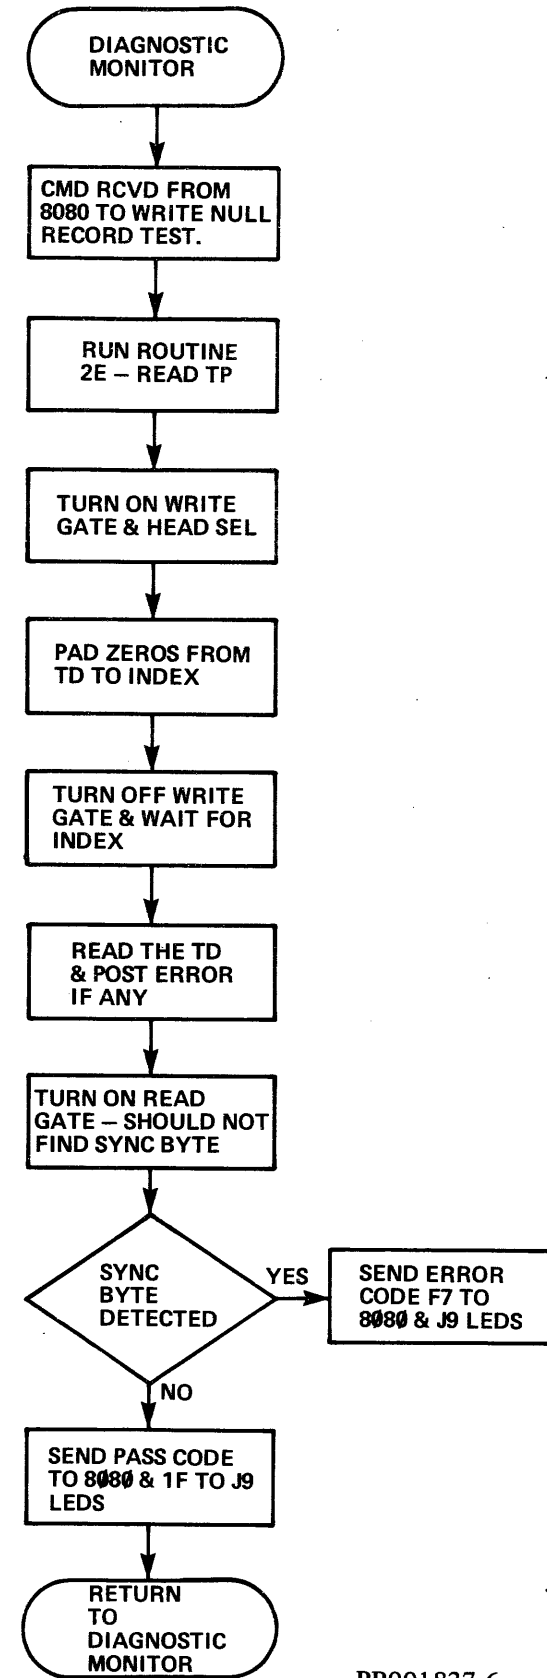 DIAGNOSTIC
MONITOR
CMD RCVD FROM
8080 TO WRITE NULL
RECORD TEST.
RUN ROUTINE
2E – READ TP
TURN ON WRITE
GATE & HEAD SEL
PAD ZEROS FROM
TD TO INDEX
TURN OFF WRITE
GATE & WAIT FOR
INDEX
READ THE TD
& POST ERROR
IF ANY
TURN ON READ
GATE – SHOULD NOT
FIND SYNC BYTE
SYNC
BYTE
DETECTED
YES
SEND ERROR
CODE F7 TO
8Ø8Ø & J9 LEDS
NO
SEND PASS CODE
TO 8Ø8Ø & 1F TO J9
LEDS
RETURN
TO
DIAGNOSTIC
MONITOR